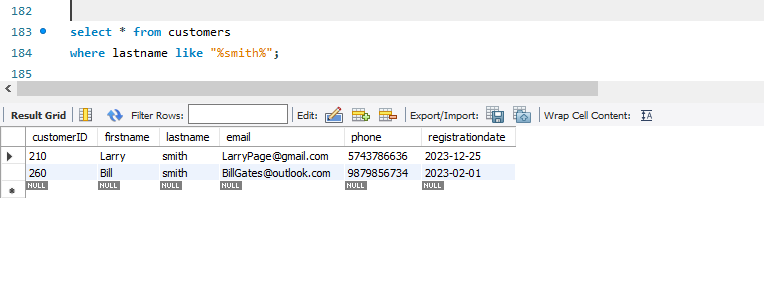 182
183 select * from customers
184 where lastname like "%smith%";
185
Result Grid Filter Rows: Edit: Export/Import: Wrap Cell Content:
customerID firstname lastname email phone registrationdate
210 Larry smith LarryPage@gmail.com 5743786636 2023-12-25
260 Bill smith BillGates@outlook.com 9879856734 2023-02-01
NULL NULL NULL NULL NULL NULL